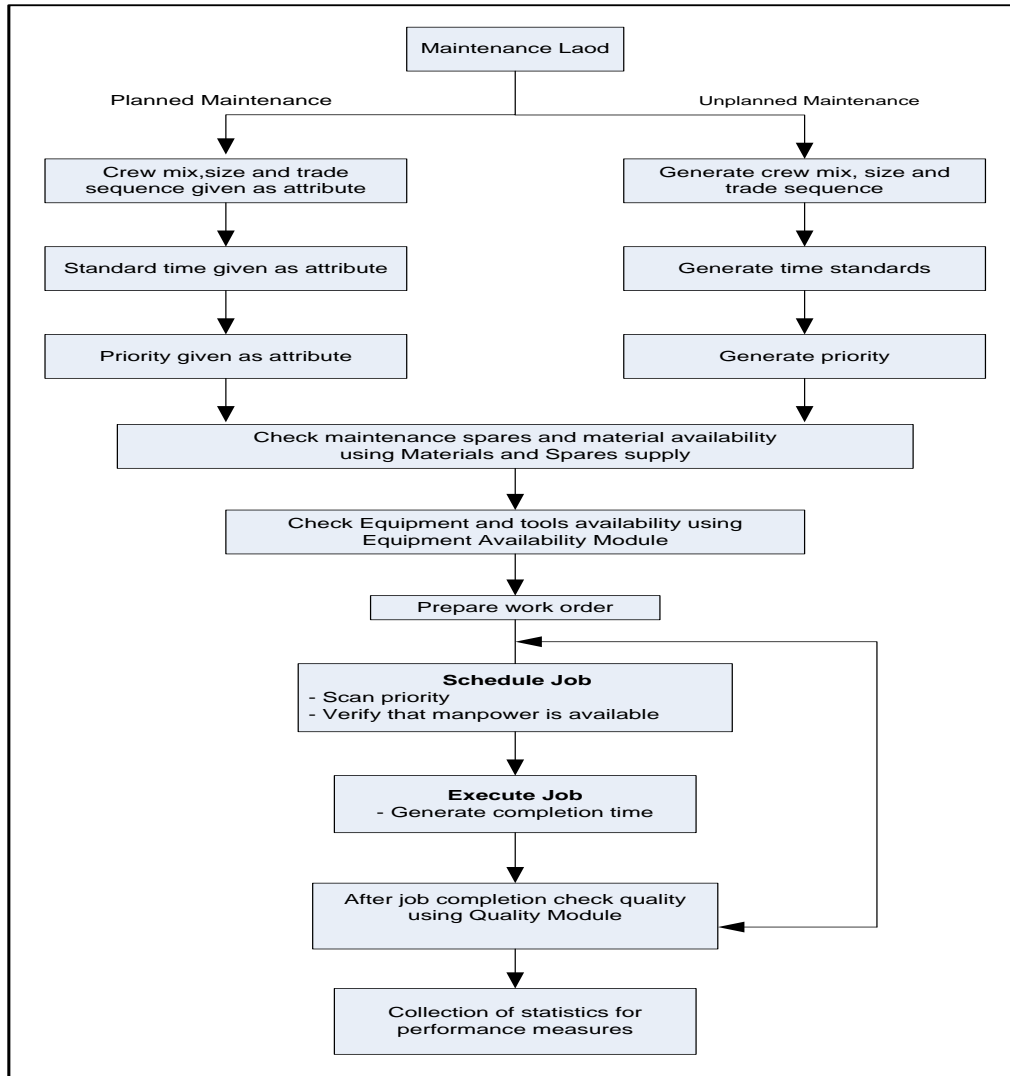 Maintenance Laod
Planned Maintenance
Unplanned Maintenance
Crew mix,size and trade
sequence given as attribute
Generate crew mix, size and
trade sequence
Standard time given as attribute
Generate time standards
Priority given as attribute
Generate priority
Check maintenance spares and material availability
using Materials and Spares supply
Check Equipment and tools availability using
Equipment Availability Module
Prepare work order
Schedule Job
- Scan priority
- Verify that manpower is available
Execute Job
- Generate completion time
After job completion check quality
using Quality Module
Collection of statistics for
performance measures